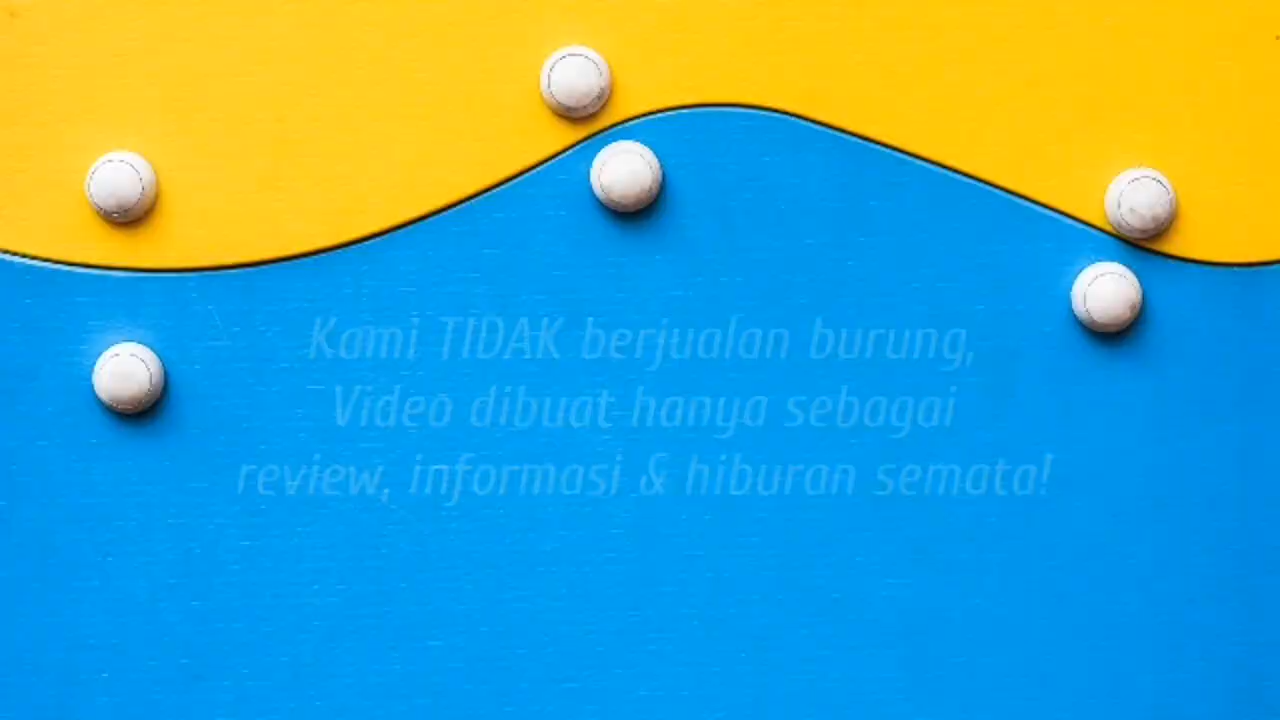 Kami TIDAK berjualan burung,
Video dibuat hanya sebagai
review, informasi & hiburan semata!